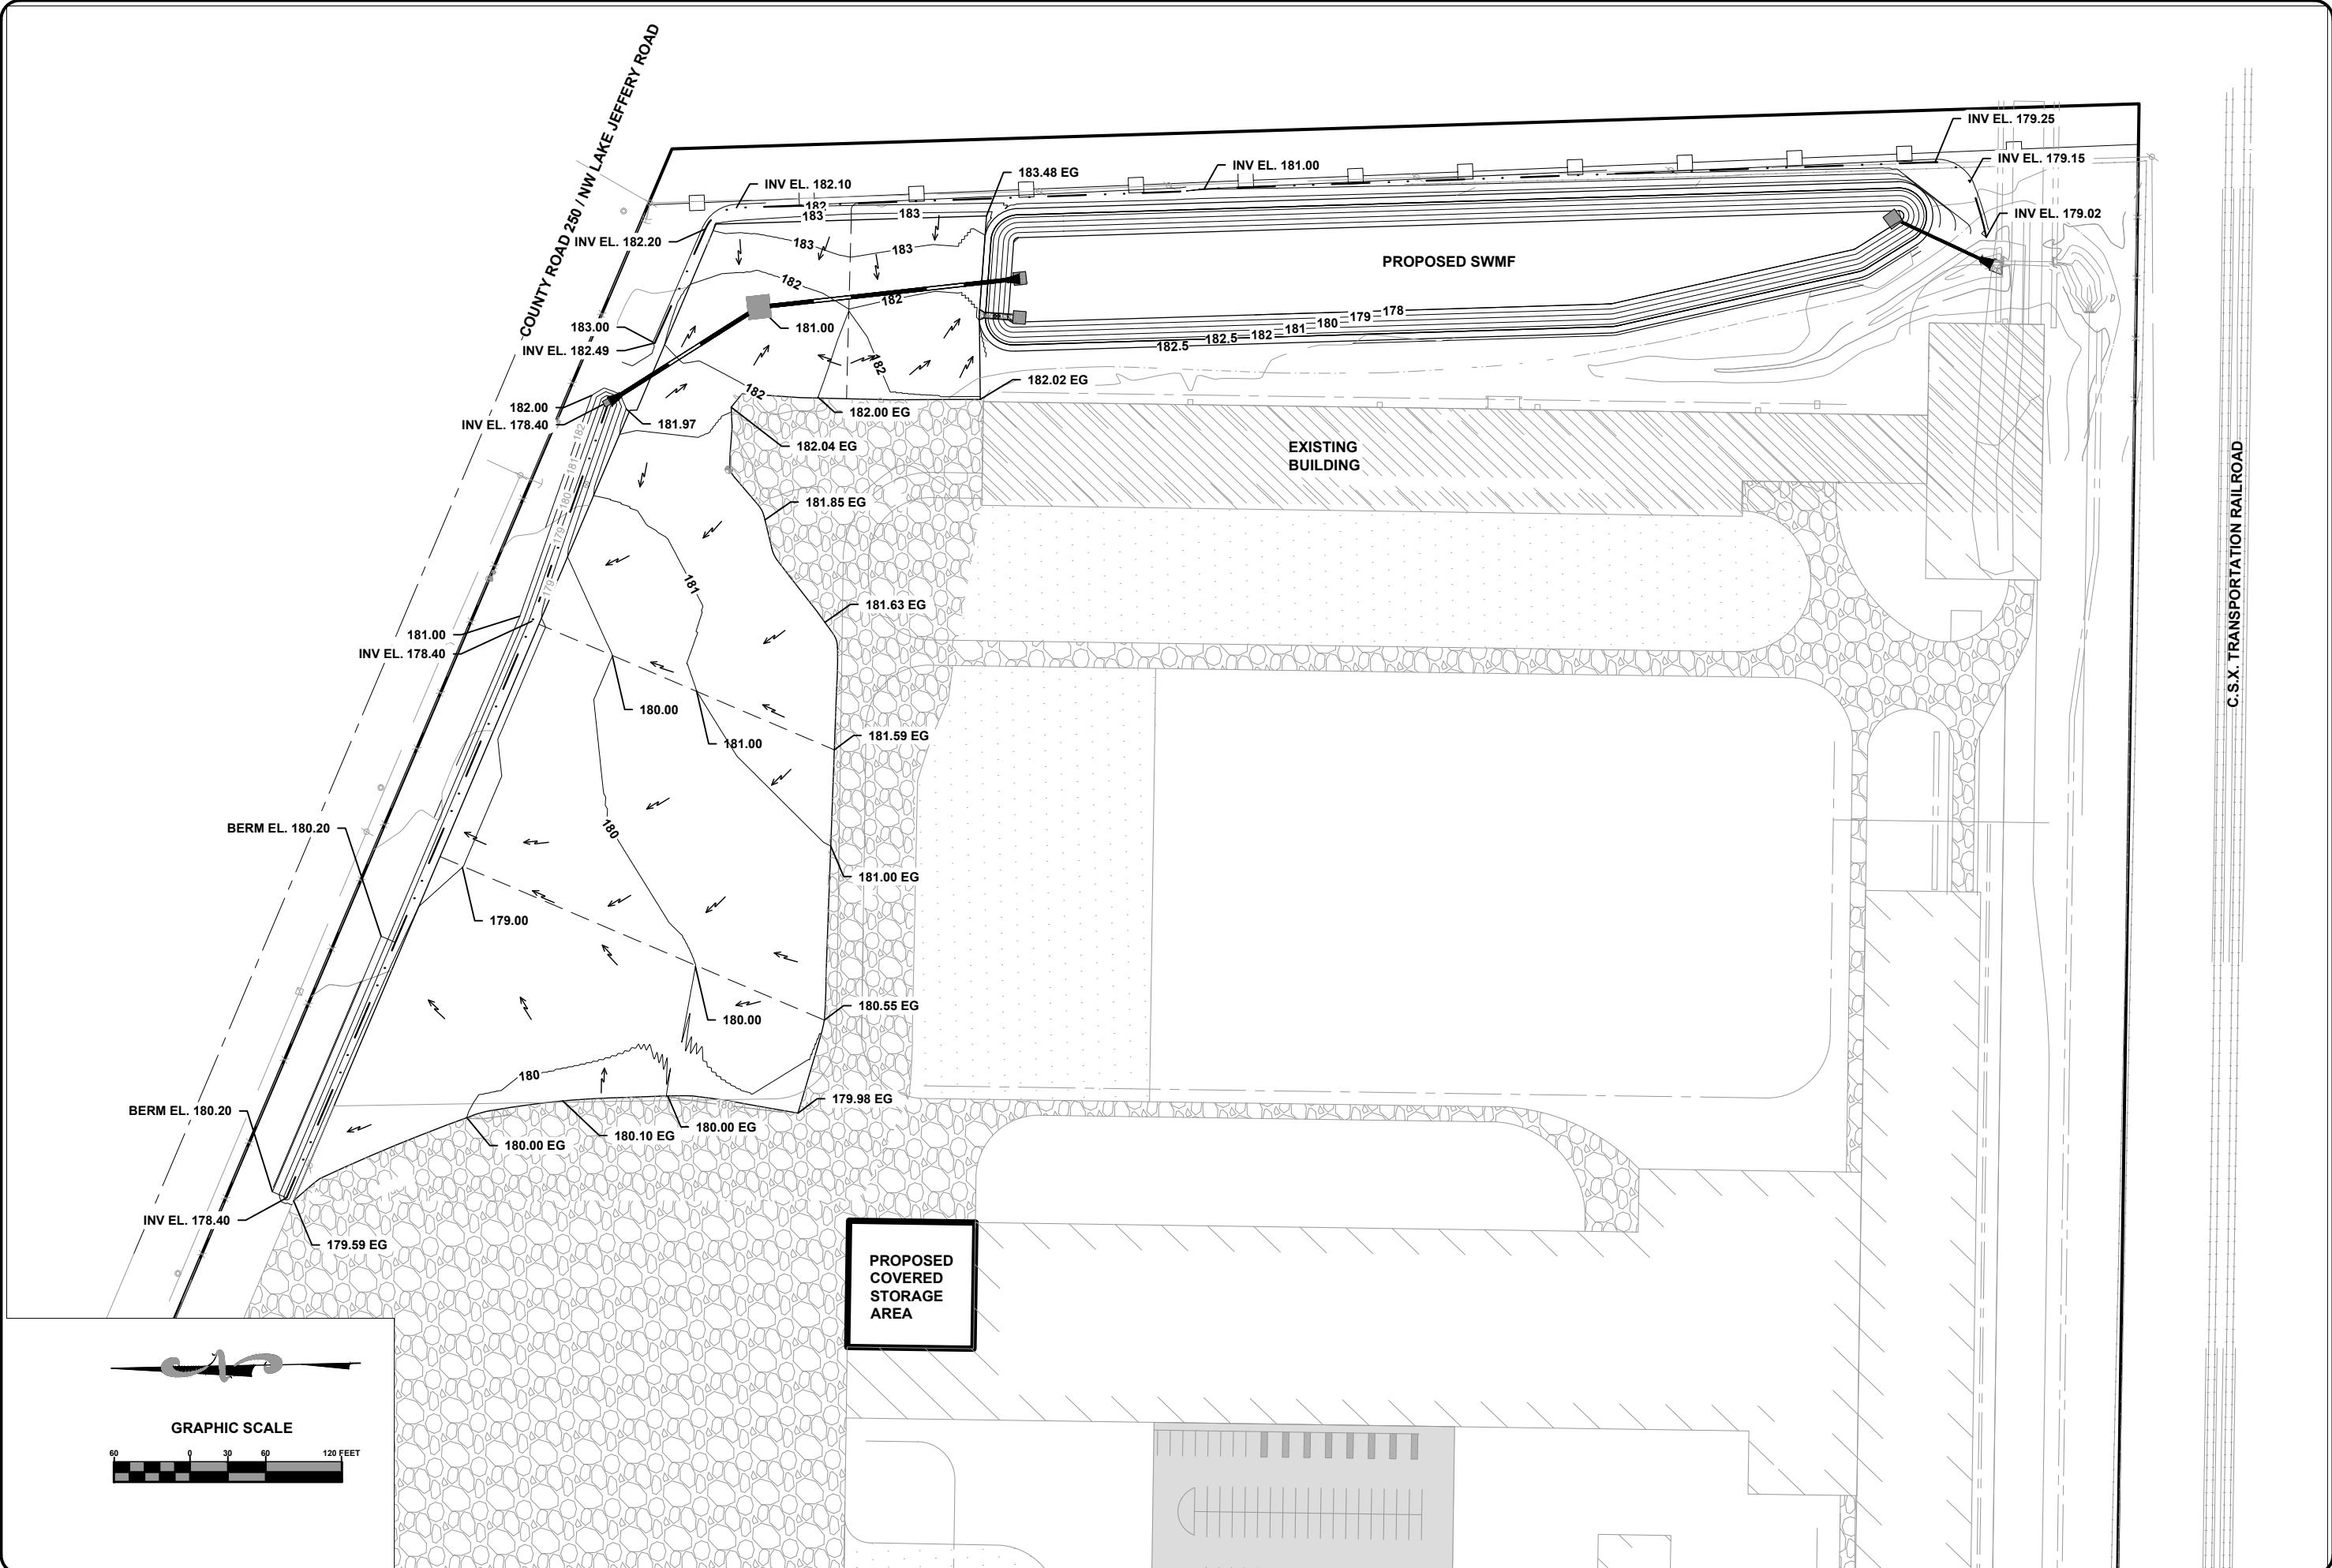 COUNTY ROAD 250 / NW LAKE JEFFERY ROAD
INV EL. 179.25
INV EL. 179.15
INV EL. 181.00
183.48 EG
INV EL. 182.10
182
183
183
INV EL. 179.02
INV EL. 182.20
183
183
PROPOSED SWMF
182
182
183.00
181.00
INV EL. 182.49
178
179
180
181
182
182.5
182.5
182
182.02 EG
182
182.00
182.00 EG
INV EL. 178.40
181.97
182
182.04 EG
EXISTING
BUILDING
C.S.X. TRANSPORTATION RAILROAD
181
180
181.85 EG
179
181
179
181.63 EG
181.00
INV EL. 178.40
180.00
181.59 EG
181.00
BERM EL. 180.20
180
181.00 EG
179.00
180.55 EG
180.00
180
179.98 EG
180
BERM EL. 180.20
180.00 EG
180.10 EG
180.00 EG
INV EL. 178.40
179.59 EG
PROPOSED
COVERED
STORAGE
AREA
N
GRAPHIC SCALE
60 0 30 60 120 FEET